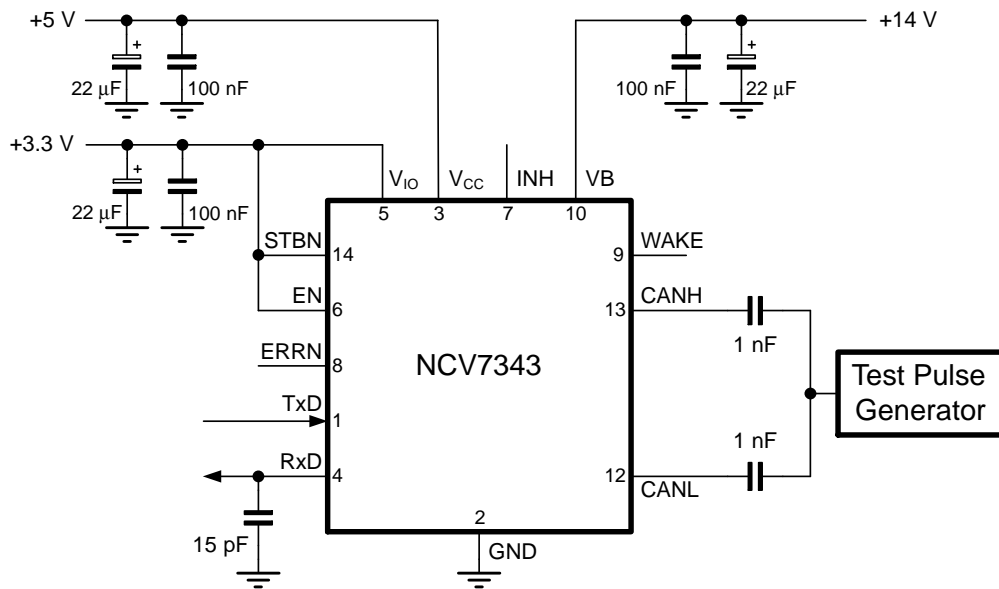 +5 V
+14 V
+
22 μF
100 nF
100 nF
+
22 μF
+3.3 V
+
22 μF
100 nF
VIO
VCC
INH
VB
5
3
7
10
STBN
14
9
WAKE
EN
6
13
CANH
1 nF
ERRN
8
NCV7343
Test Pulse
Generator
TxD
1
1 nF
RxD
4
12
CANL
15 pF
2
GND